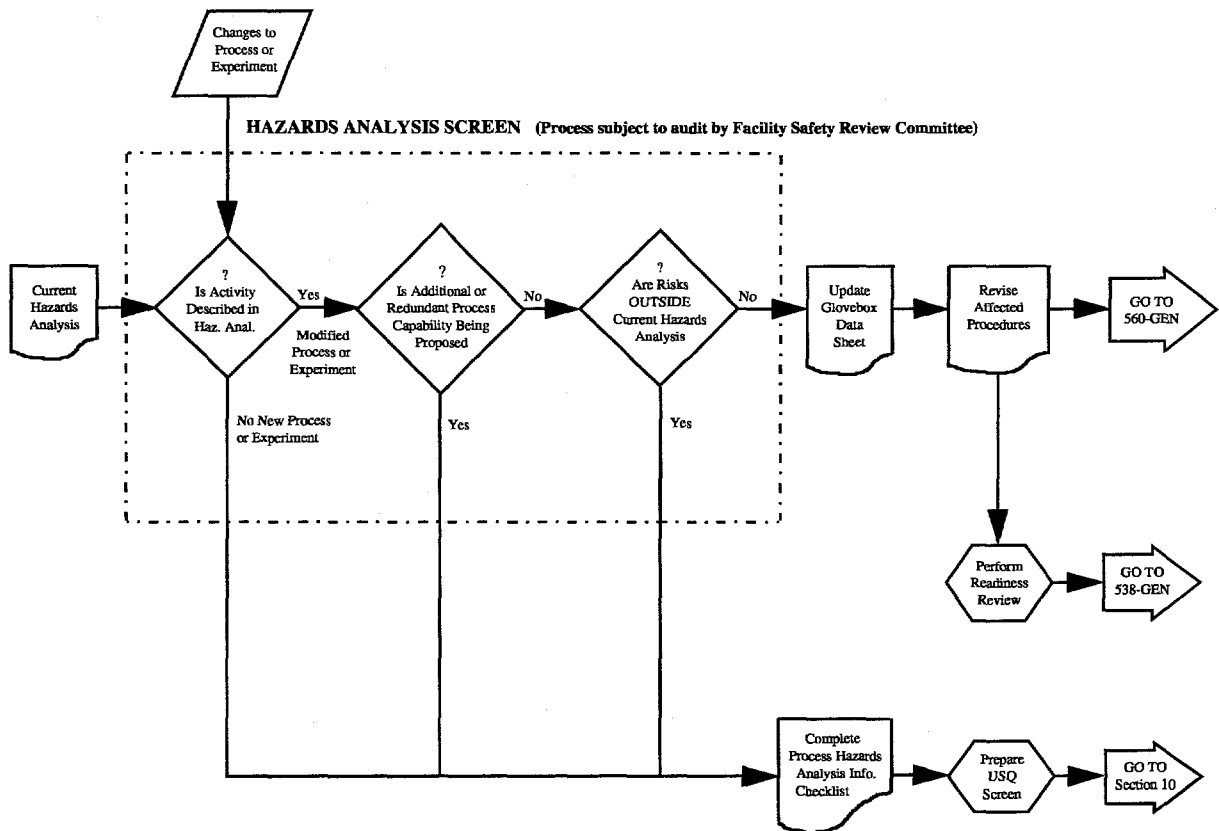 Changes to
Process or
Experiment
HAZARDS ANALYSIS SCREEN (Process subject to audit by Facility Safety Review Committee)
Current
Hazards
Analysis
?
Is Activity
Described in
Haz. Anal.
Yes
Modified
Process or
Experiment
?
Is Additional or
Redundant Process
Capability Being
Proposed
No
?
Are Risks
OUTSIDE
Current Hazards
Analysis
No
Update
Glovebox
Data
Sheet
Revise
Affected
Procedures
GO TO
560-GEN
No New Process
or Experiment
Yes
Yes
Perform
Readiness
Review
GO TO
538-GEN
Complete
Process Hazards
Analysis Info.
Checklist
Prepare
USQ
Screen
GO TO
Section 10